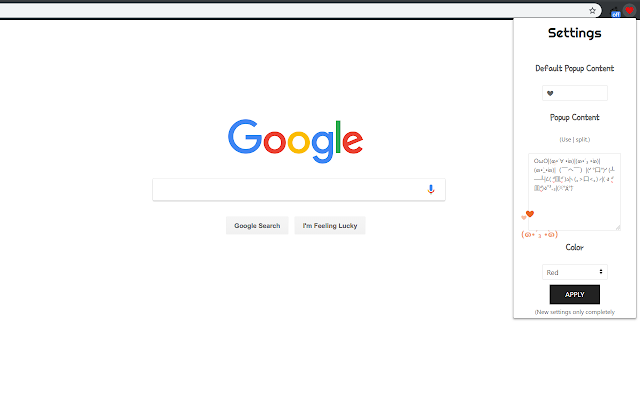 off
Settings
Default Popup Content
❤
Popup Content
(Use | split.)
Google
Google Search
I'm Feeling Lucky
Color
Red
APPLY
(New settings only completely